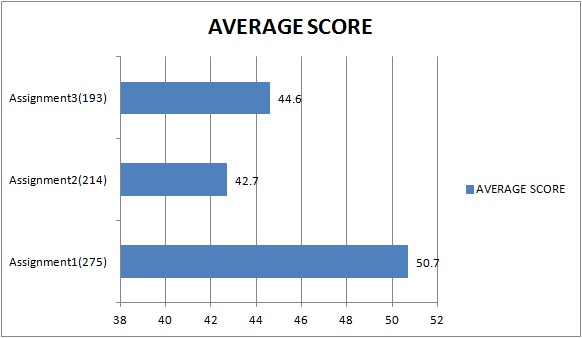 AVERAGE SCORE
Assignment3(193)
44.6
Assignment2(214)
42.7
AVERAGE SCORE
Assignment1(275)
50.7
38 40 42 44 46 48 50 52